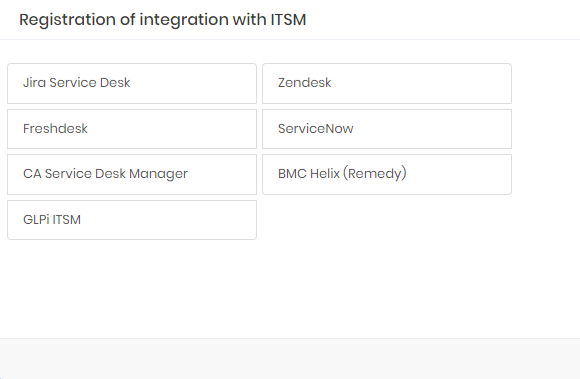 Registration of integration with ITSM
Jira Service Desk
Zendesk
Freshdesk
ServiceNow
CA Service Desk Manager
BMC Helix (Remedy)
GLPi ITSM